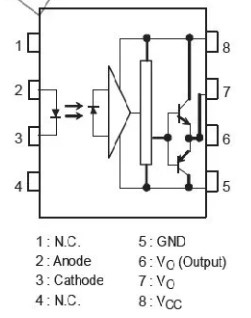 1
8
2
7
3
6
4
5
1 : N.C.
5 : GND
2 : Anode
6 : VO (Output)
3 : Cathode
7 : VO
4 : N.C.
8 : VCC